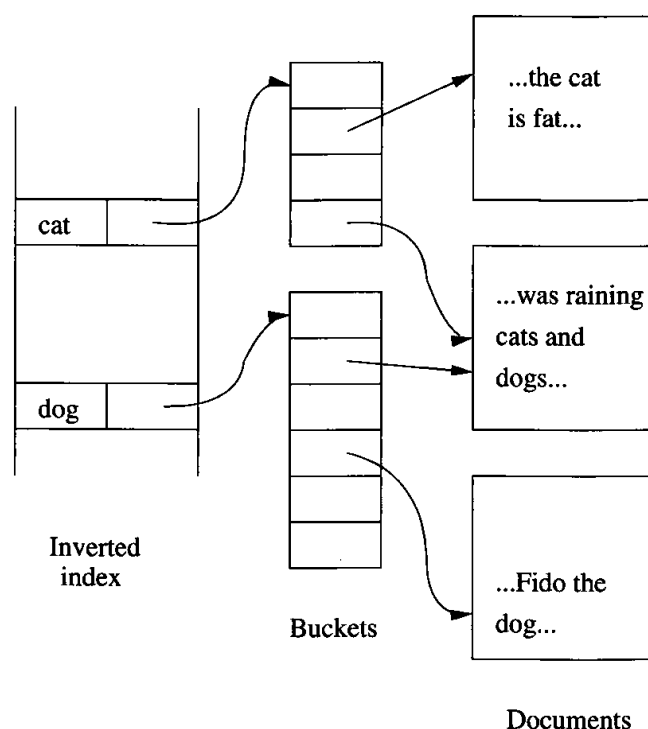 ...the cat
is fat...
cat
...was raining
cats and
dogs...
dog
Inverted
index
...Fido the
dog...
Buckets
Documents